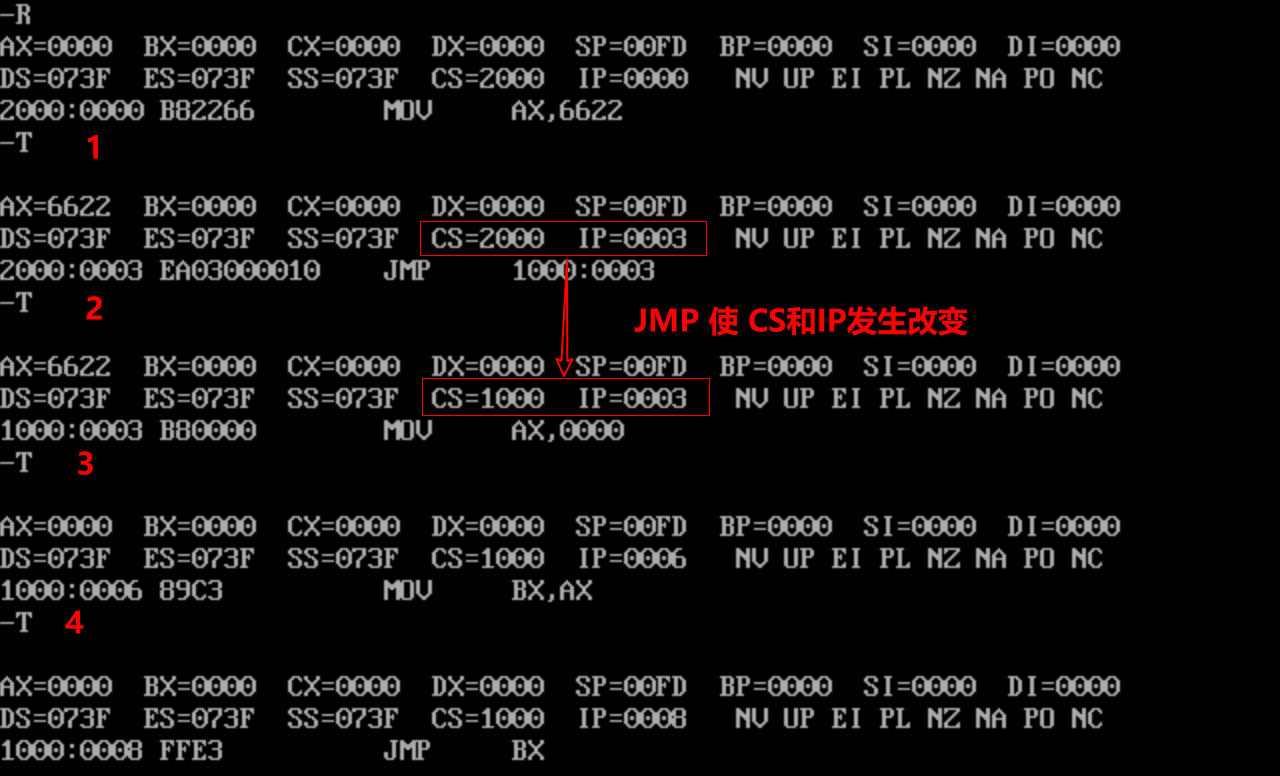 -R
AX=0000 BX=0000 CX=0000 DX=0000 SP=00FD BP=0000 SI=0000 DI=0000
DS=073F ES=073F SS=073F CS=2000 IP=0000 NV UP EI PL NZ NA PO NC
2000:0000 B82266 MOV AX,6622
-T 1
AX=6622 BX=0000 CX=0000 DX=0000 SP=00FD BP=0000 SI=0000 DI=0000
DS=073F ES=073F SS=073F CS=2000 IP=0003 NV UP EI PL NZ NA PO NC
2000:0003 EA03000010 JMP 1000:0003
-T 2
JMP 使 CS和IP发生改变
AX=6622 BX=0000 CX=0000 DX=0000 SP=00FD BP=0000 SI=0000 DI=0000
DS=073F ES=073F SS=073F CS=1000 IP=0003 NV UP EI PL NZ NA PO NC
1000:0003 B80000 MOV AX,0000
-T 3
AX=0000 BX=0000 CX=0000 DX=0000 SP=00FD BP=0000 SI=0000 DI=0000
DS=073F ES=073F SS=073F CS=1000 IP=0006 NV UP EI PL NZ NA PO NC
1000:0006 89C3 MOV BX,AX
-T 4
AX=0000 BX=0000 CX=0000 DX=0000 SP=00FD BP=0000 SI=0000 DI=0000
DS=073F ES=073F SS=073F CS=1000 IP=0008 NV UP EI PL NZ NA PO NC
1000:0008 FFE3 JMP BX